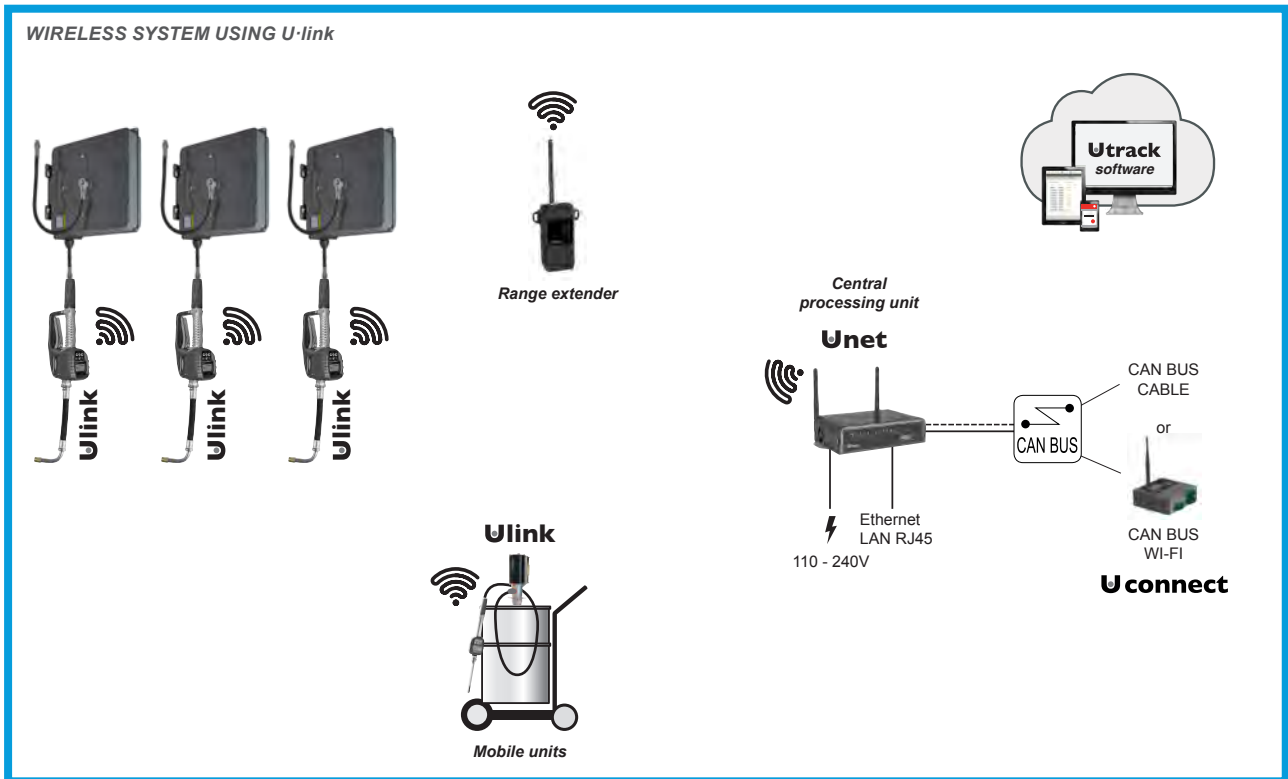 WIRELESS SYSTEM USING U·link
Utrack
software
Range extender
Central
processing unit
Unet
CAN BUS
CABLE
or
CAN BUS
Ethernet
LAN RJ45
110 - 240V
CAN BUS
WI-FI
Uconnect
Ulink
Ulink
Ulink
Ulink
Mobile units